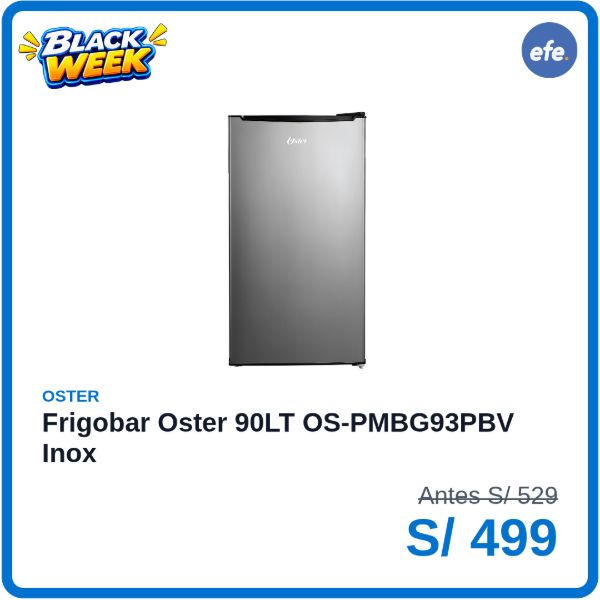 BLACK
WEEK
efe.
Oster
OSTER
Frigobar Oster 90LT OS-PMBG93PBV
Inox
Antes S/ 529
S/ 499